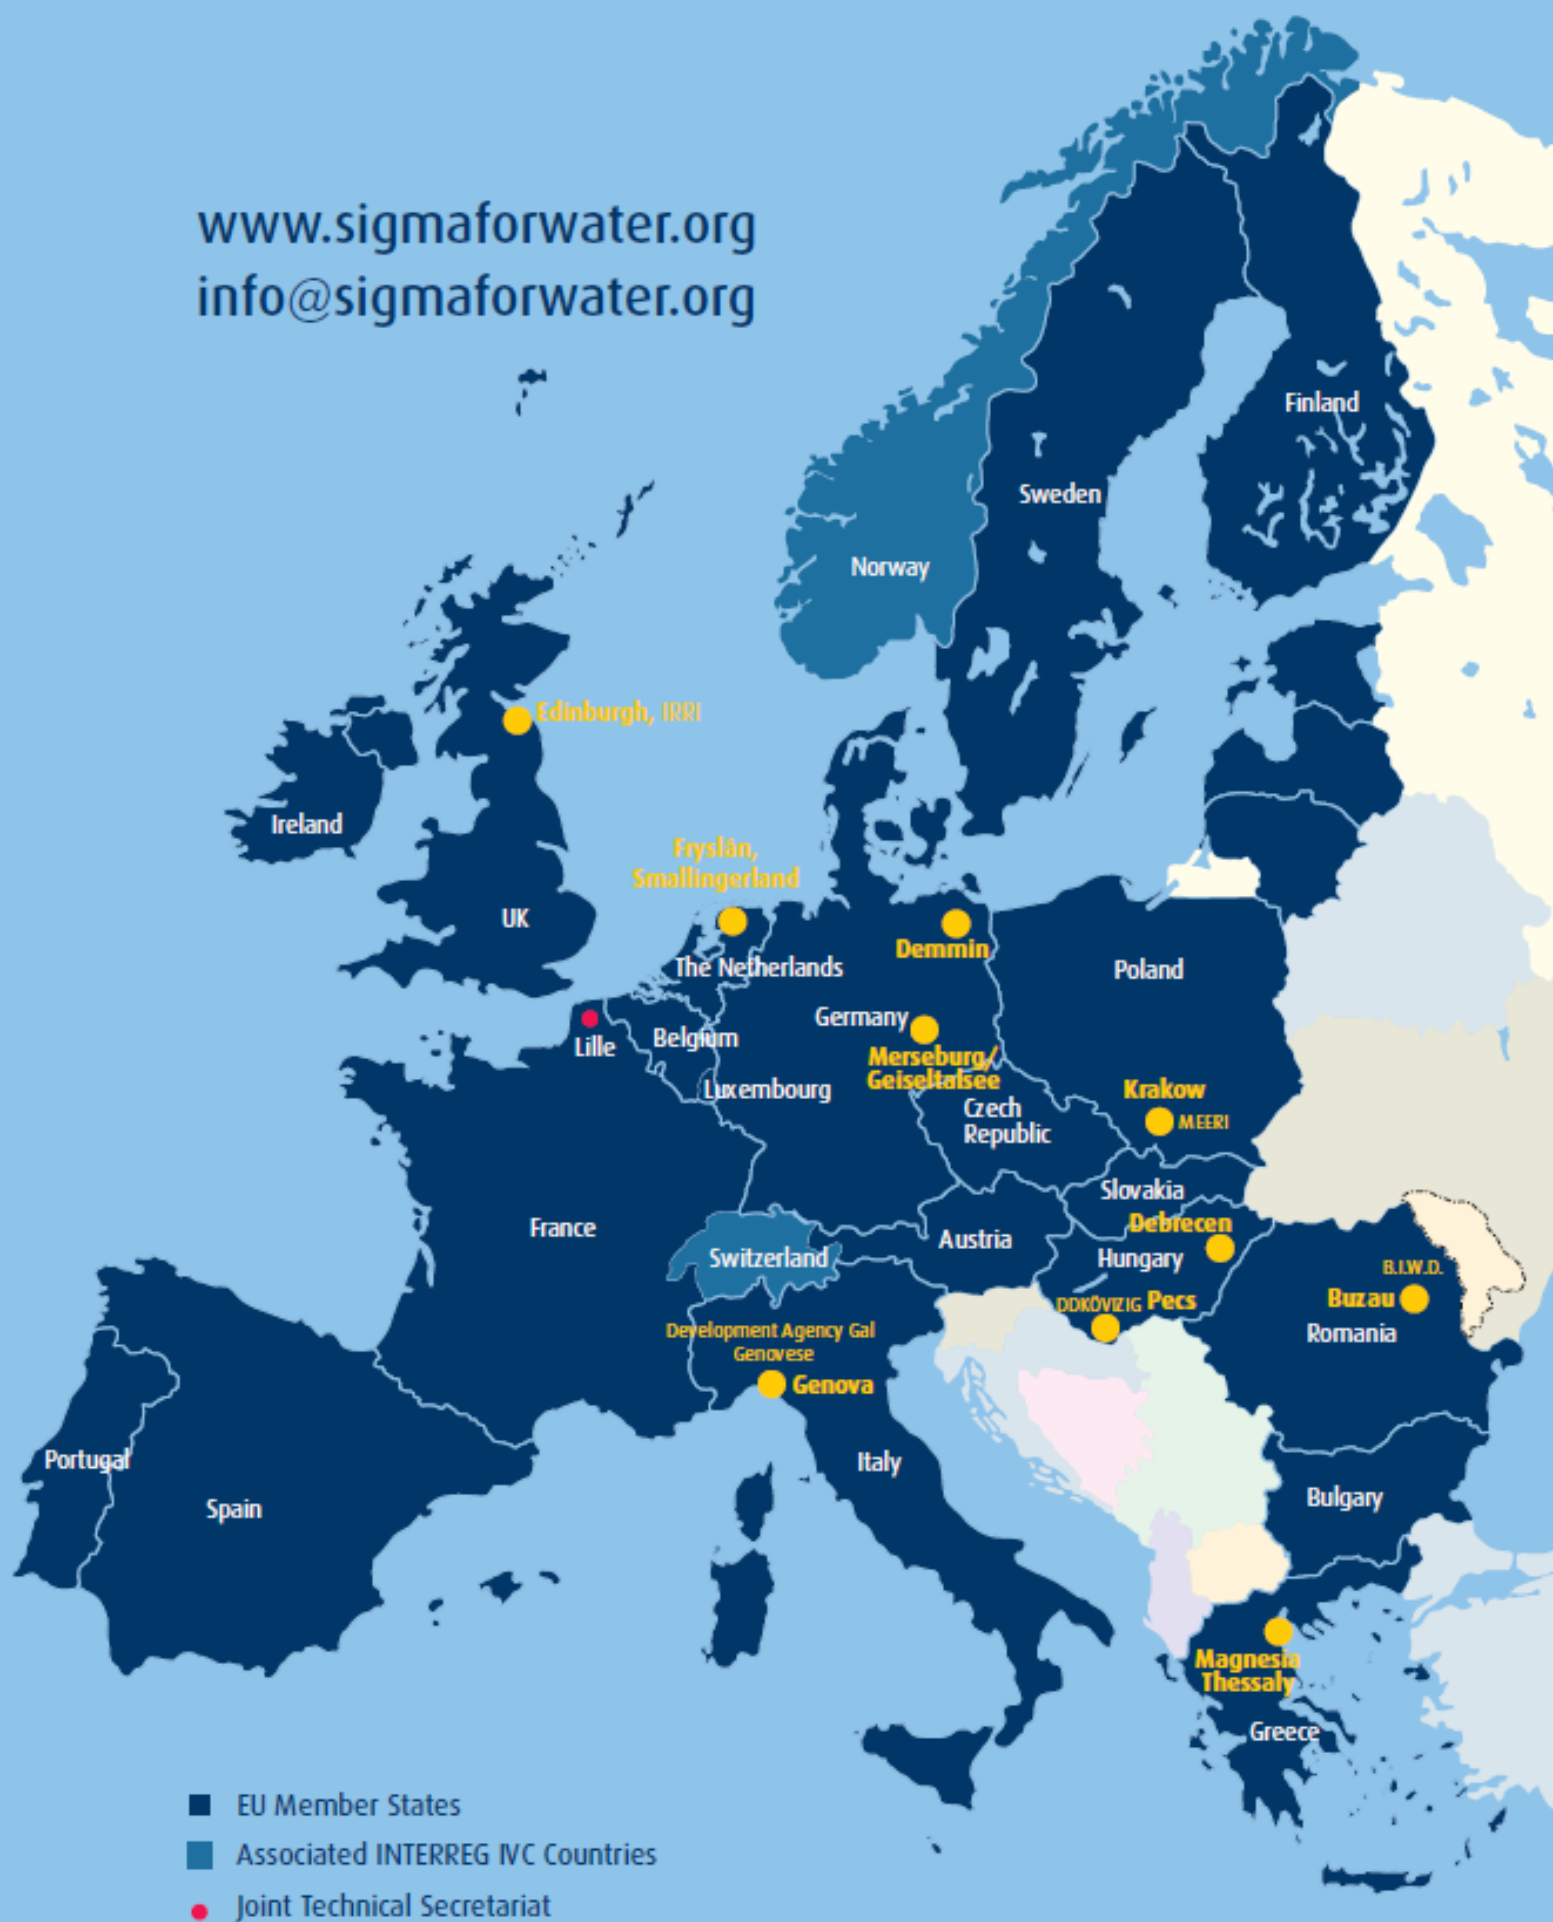 www.sigmaforwater.org
info@sigmaforwater.org
Finland
Sweden
Norway
Edinburgh, IRRI
Ireland
Fryslân,
Smallingerland
UK
Demmin
The Netherlands
Poland
Germany
Lille
Belgium
Merseburg/
Geiseltalsee
Luxembourg
Krakow
MEERI
Czech
Republic
Slovakia
Debrecen
France
Austria
Switzerland
Hungary
B.I.W.D.
Buzau
DDKÖVIZIG Pecs
Romania
Development Agency Gal
Genovese
Genova
Portugal
Italy
Spain
Bulgary
Magnesia
Thessaly
Greece
EU Member States
Associated INTERREG IVC Countries
Joint Technical Secretariat